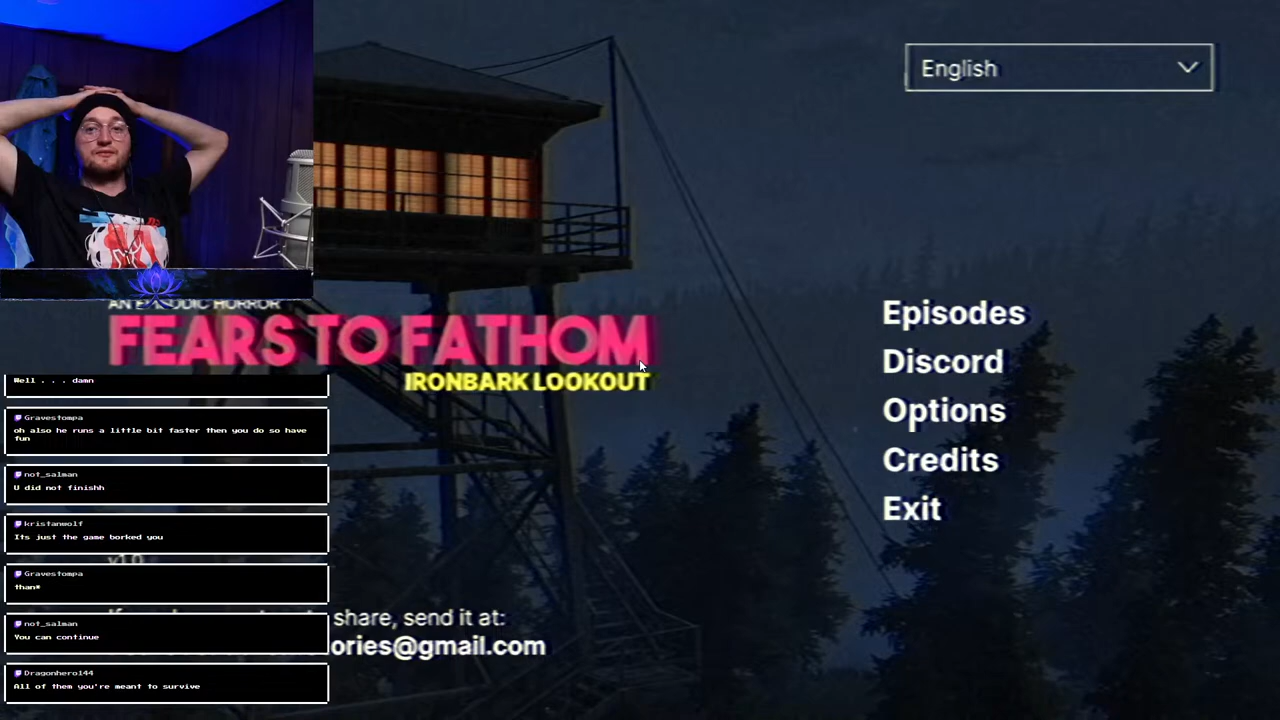 English
AN EPISODIC HORROR
FEARS TO FATHOM
IRONBARK LOOKOUT
Episodes
Discord
Options
Credits
Exit
Well . . . damn
Gravestompa
oh also he runs a little bit faster then you do so have
fun
not_salman
U did not finishh
kristanwolf
Its just the game borked you
v1.0
Gravestompa
than*
share, send it at:
ories@gmail.com
not_salman
You can continue
Dragonhero144
All of them you're meant to survive